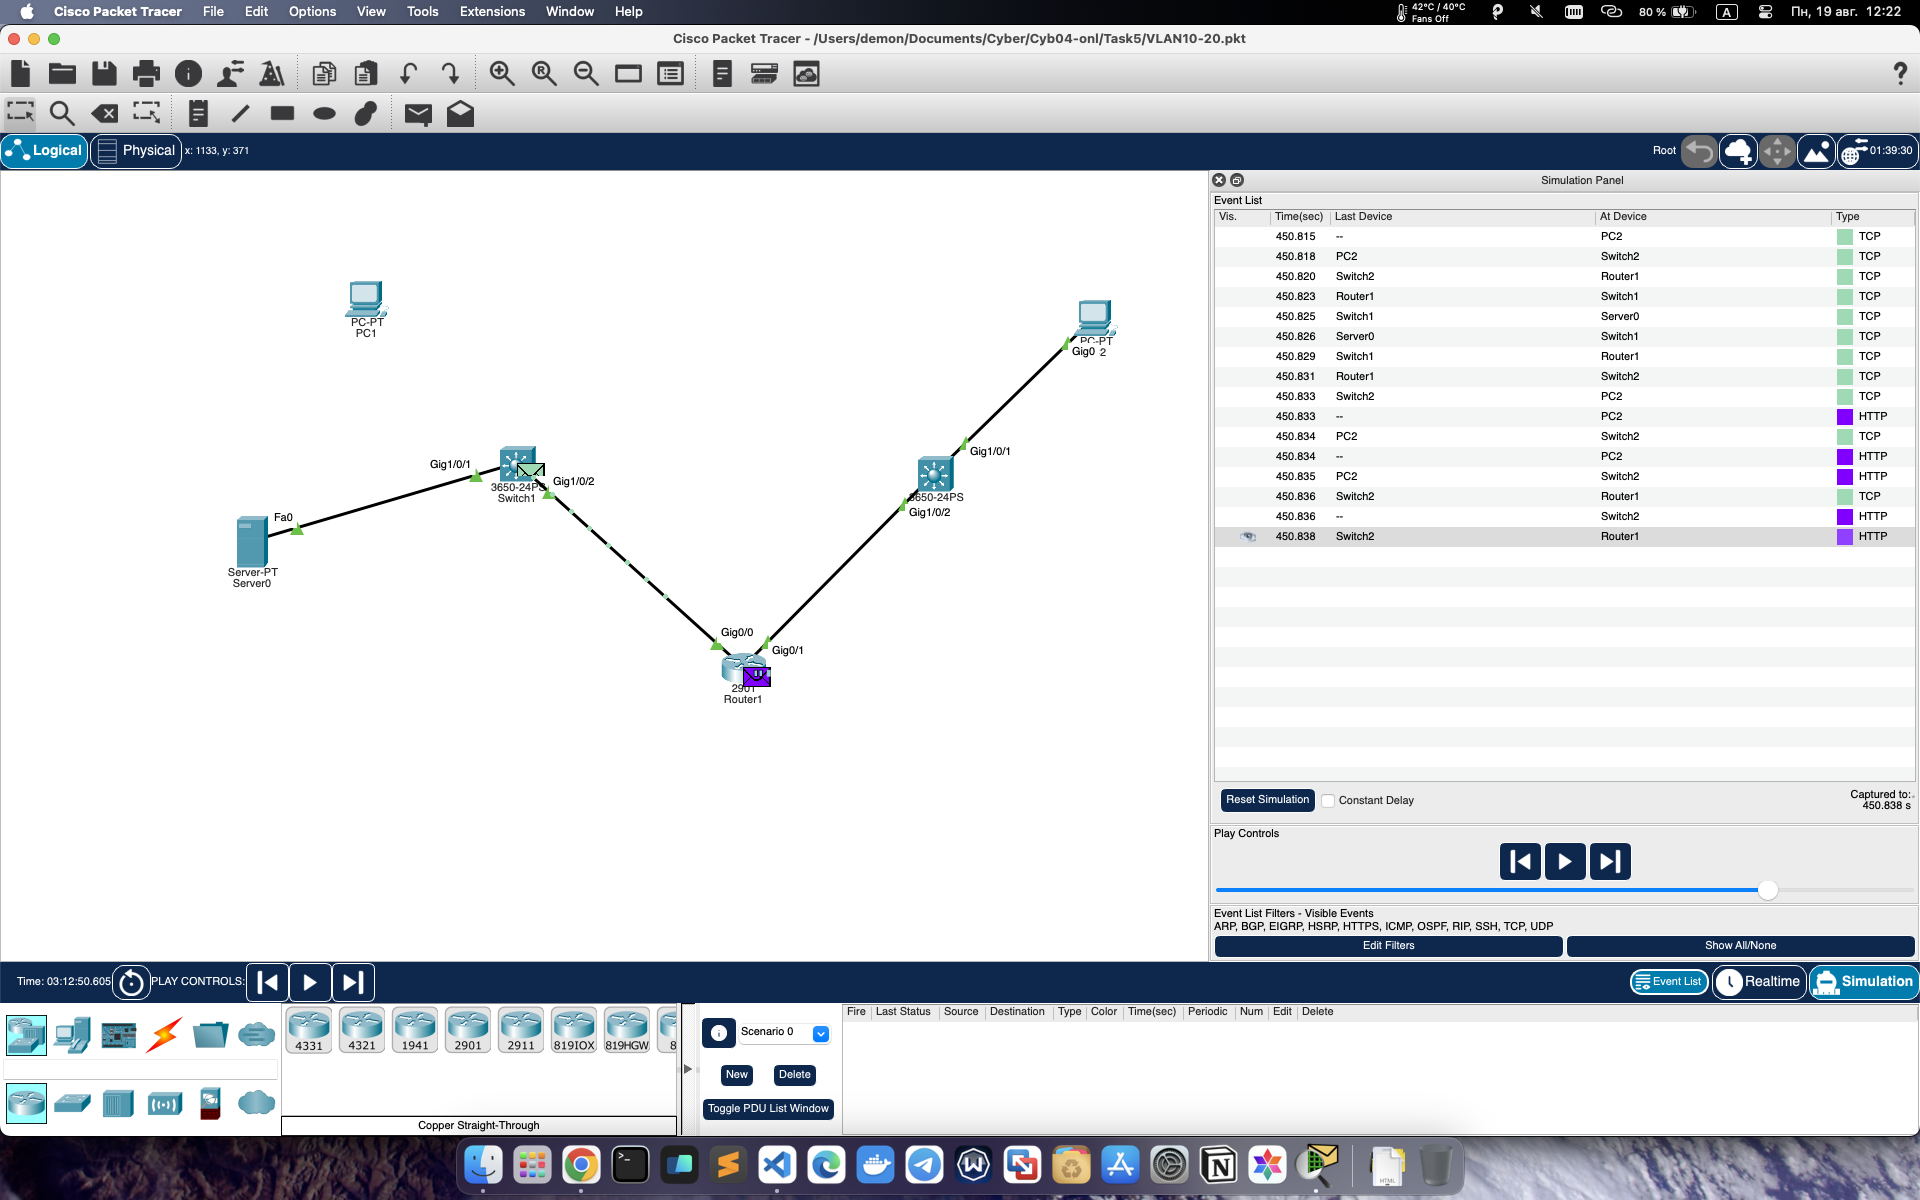 Cisco Packet Tracer File Edit Options View Tools Extensions Window Help 42°C / 40°C Fans Off 80 % A Пн, 19 авг. 12:22
Cisco Packet Tracer - /Users/demon/Documents/Cyber/Cyb04-onl/Task5/VLAN10-20.pkt
Logical Physical x: 1133, y: 371 Root 01:39:30
Simulation Panel
Event List
Vis. Time(sec) Last Device At Device Type
450.815 -- PC2 TCP
450.818 PC2 Switch2 TCP
450.820 Switch2 Router1 TCP
450.823 Router1 Switch1 TCP
450.825 Switch1 Server0 TCP
450.826 Server0 Switch1 TCP
450.829 Switch1 Router1 TCP
450.831 Router1 Switch2 TCP
450.833 Switch2 PC2 TCP
450.833 -- PC2 HTTP
450.834 PC2 Switch2 TCP
450.834 -- PC2 HTTP
450.835 PC2 Switch2 HTTP
450.836 Switch2 Router1 TCP
450.836 -- Switch2 HTTP
450.838 Switch2 Router1 HTTP
PC-PT
PC1
PC-PT
Gig0 2
Gig1/0/1
Gig1/0/1
Gig1/0/2
3650-24PS
Switch1
3650-24PS
Gig1/0/2
Fa0
Server-PT
Server0
Gig0/0
Gig0/1
2901
Router1
Reset Simulation Constant Delay Captured to:
450.838 s
Play Controls
Event List Filters - Visible Events
ARP, BGP, EIGRP, HSRP, HTTPS, ICMP, OSPF, RIP, SSH, TCP, UDP
Edit Filters Show All/None
Time: 03:12:50.605 PLAY CONTROLS: Event List Realtime Simulation
4331 4321 1941 2901 2911 819IOX 819HGW 8
Copper Straight-Through
Scenario 0
New Delete
Toggle PDU List Window
Fire Last Status Source Destination Type Color Time(sec) Periodic Num Edit Delete
HTML